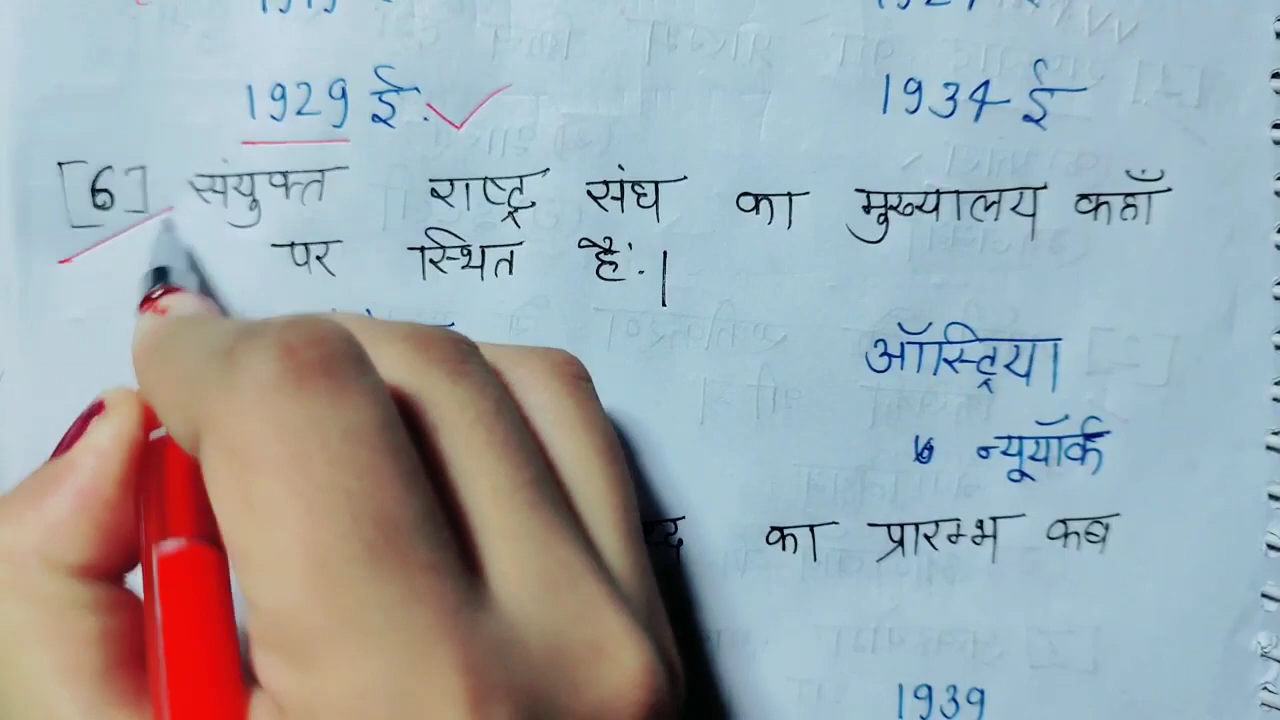 1929 ई. 1934 ई
[6] संयुक्त राष्ट्र संघ का मुख्यालय कहाँ
पर स्थित हैं.|
ऑस्ट्रिया
न्यूयॉर्क
का प्रारम्भ कब
1939